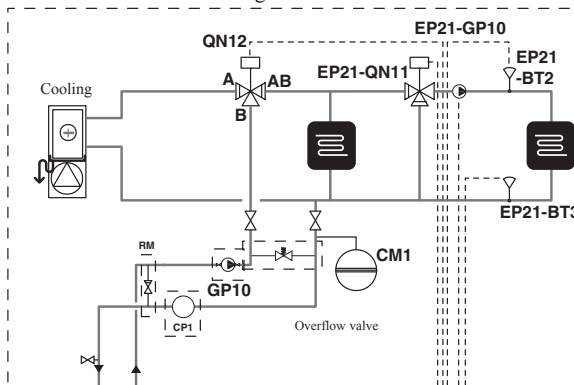 QN12
EP21-GP10
A
AB
EP21-QN11
EP21
-BT2
Cooling
B
EP21-BT3
RM
GP10
CM1
CP1
Overflow valve